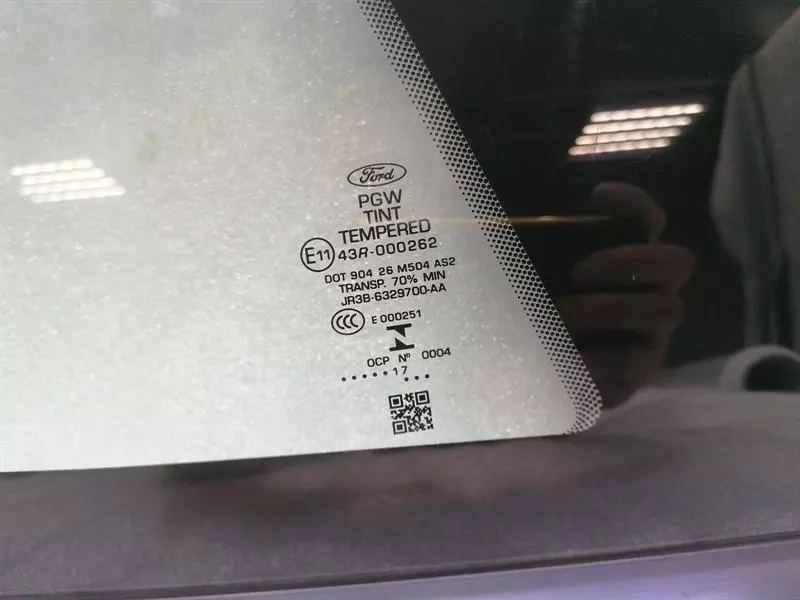 Ford
PGW
TINT
TEMPERED
E11 43R-000262
DOT 904 26 M504 AS2
TRANSP. 70% MIN
JR3B-6329700-AA
CCC E 000251
N
OCP Nº 0004
.....17...